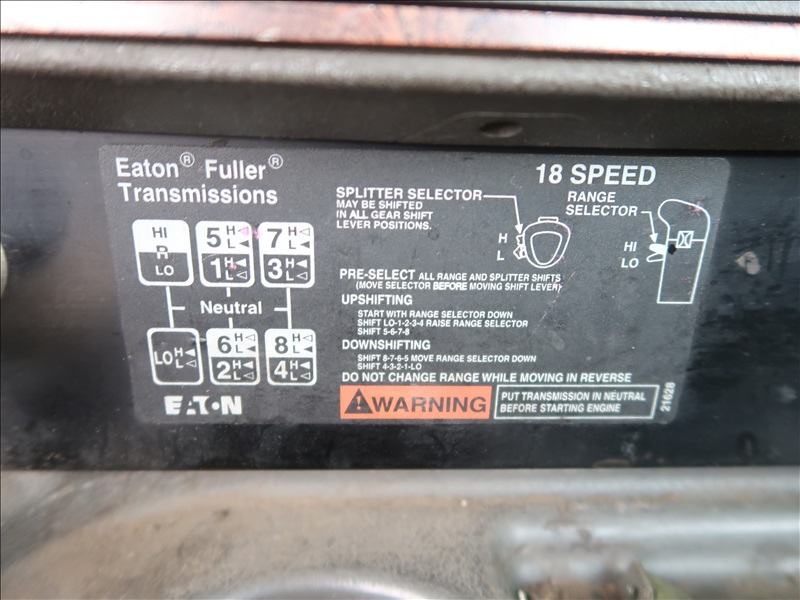 Eaton® Fuller®
Transmissions
18 SPEED
HI
R
LO
5 H L
7 H L
1 H L
3 H L
Neutral
LO H L
6 H L
8 H L
2 H L
4 H L
EATON
SPLITTER SELECTOR
MAY BE SHIFTED
IN ALL GEAR SHIFT
LEVER POSITIONS.
H
L
RANGE
SELECTOR
HI
LO
PRE-SELECT ALL RANGE AND SPLITTER SHIFTS
(MOVE SELECTOR BEFORE MOVING SHIFT LEVER)
UPSHIFTING
START WITH RANGE SELECTOR DOWN
SHIFT LO-1-2-3-4 RAISE RANGE SELECTOR
SHIFT 5-6-7-8
DOWNSHIFTING
SHIFT 8-7-6-5 MOVE RANGE SELECTOR DOWN
SHIFT 4-3-2-1-LO
DO NOT CHANGE RANGE WHILE MOVING IN REVERSE
WARNING
PUT TRANSMISSION IN NEUTRAL
BEFORE STARTING ENGINE
21628